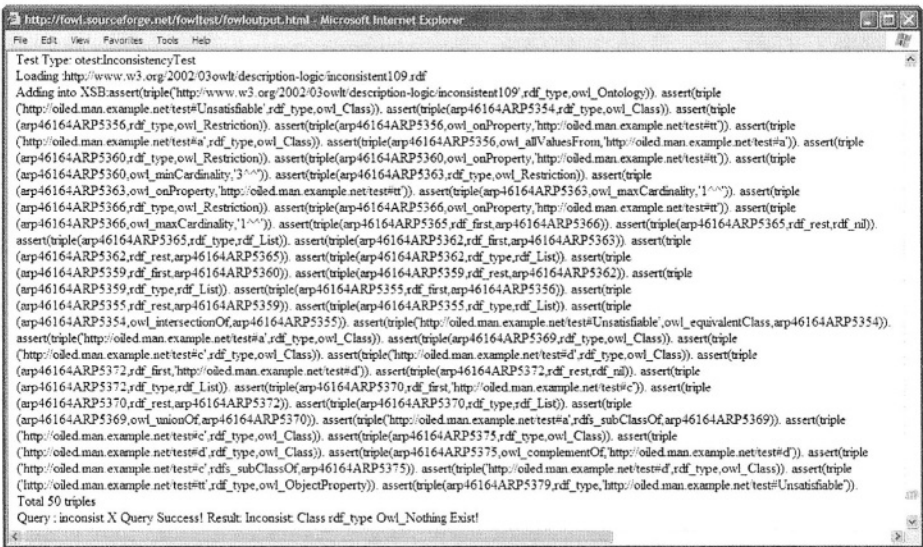 http://fowl.sourceforge.net/fowltest/fowloutput.html - Microsoft Internet Explorer
File Edit View Favorites Tools Help
Test Type: otest:InconsistencyTest
Loading :http://www.w3.org/2002/03owlt/description-logic/inconsistent109.rdf
Adding into XSB:assert(triple('http://www.w3.org/2002/03owlt/description-logic/inconsistent109',rdf_type,owl_Ontology)). assert(triple
('http://oiled.man.example.net/test#Unsatisfiable',rdf_type,owl_Class)). assert(triple(arp46164ARP5354,rdf_type,owl_Class)). assert(triple
(arp46164ARP5356,rdf_type,owl_Restriction)). assert(triple(arp46164ARP5356,owl_onProperty,'http://oiled.man.example.net/test#tt')). assert(triple
('http://oiled.man.example.net/test#a',rdf_type,owl_Class)). assert(triple(arp46164ARP5356,owl_allValuesFrom,'http://oiled.man.example.net/test#a')). assert(triple
(arp46164ARP5360,rdf_type,owl_Restriction)). assert(triple(arp46164ARP5360,owl_onProperty,'http://oiled.man.example.net/test#tt')). assert(triple
(arp46164ARP5360,owl_minCardinality,'3^^')). assert(triple(arp46164ARP5363,rdf_type,owl_Restriction)). assert(triple
(arp46164ARP5363,owl_onProperty,'http://oiled.man.example.net/test#tt')). assert(triple(arp46164ARP5363,owl_maxCardinality,'1^^')). assert(triple
(arp46164ARP5366,rdf_type,owl_Restriction)). assert(triple(arp46164ARP5366,owl_onProperty,'http://oiled.man.example.net/test#tt')). assert(triple
(arp46164ARP5366,owl_maxCardinality,'1^^')). assert(triple(arp46164ARP5365,rdf_first,arp46164ARP5366)). assert(triple(arp46164ARP5365,rdf_rest,rdf_nil)).
assert(triple(arp46164ARP5365,rdf_type,rdf_List)). assert(triple(arp46164ARP5362,rdf_first,arp46164ARP5363)). assert(triple
(arp46164ARP5362,rdf_rest,arp46164ARP5365)). assert(triple(arp46164ARP5362,rdf_type,rdf_List)). assert(triple
(arp46164ARP5359,rdf_first,arp46164ARP5360)). assert(triple(arp46164ARP5359,rdf_rest,arp46164ARP5362)). assert(triple
(arp46164ARP5359,rdf_type,rdf_List)). assert(triple(arp46164ARP5355,rdf_first,arp46164ARP5356)). assert(triple
(arp46164ARP5355,rdf_rest,arp46164ARP5359)). assert(triple(arp46164ARP5355,rdf_type,rdf_List)). assert(triple
(arp46164ARP5354,owl_intersectionOf,arp46164ARP5355)). assert(triple('http://oiled.man.example.net/test#Unsatisfiable',owl_equivalentClass,arp46164ARP5354)).
assert(triple('http://oiled.man.example.net/test#a',rdf_type,owl_Class)). assert(triple(arp46164ARP5369,rdf_type,owl_Class)). assert(triple
('http://oiled.man.example.net/test#c',rdf_type,owl_Class)). assert(triple('http://oiled.man.example.net/test#d',rdf_type,owl_Class)). assert(triple
(arp46164ARP5372,rdf_first,'http://oiled.man.example.net/test#d')). assert(triple(arp46164ARP5372,rdf_rest,rdf_nil)). assert(triple
(arp46164ARP5372,rdf_type,rdf_List)). assert(triple(arp46164ARP5370,rdf_first,'http://oiled.man.example.net/test#c')). assert(triple
(arp46164ARP5370,rdf_rest,arp46164ARP5372)). assert(triple(arp46164ARP5370,rdf_type,rdf_List)). assert(triple
(arp46164ARP5369,owl_unionOf,arp46164ARP5370)). assert(triple('http://oiled.man.example.net/test#a',rdfs_subClassOf,arp46164ARP5369)). assert(triple
('http://oiled.man.example.net/test#c',rdf_type,owl_Class)). assert(triple(arp46164ARP5375,rdf_type,owl_Class)). assert(triple
('http://oiled.man.example.net/test#d',rdf_type,owl_Class)). assert(triple(arp46164ARP5375,owl_complementOf,'http://oiled.man.example.net/test#d')). assert(triple
('http://oiled.man.example.net/test#c',rdfs_subClassOf,arp46164ARP5375)). assert(triple('http://oiled.man.example.net/test#d',rdf_type,owl_Class)). assert(triple
('http://oiled.man.example.net/test#tt',rdf_type,owl_ObjectProperty)). assert(triple(arp46164ARP5379,rdf_type,'http://oiled.man.example.net/test#Unsatisfiable')).
Total 50 triples
Query : inconsist X Query Success! Result: Inconsist: Class rdf_type Owl_Nothing Exist!